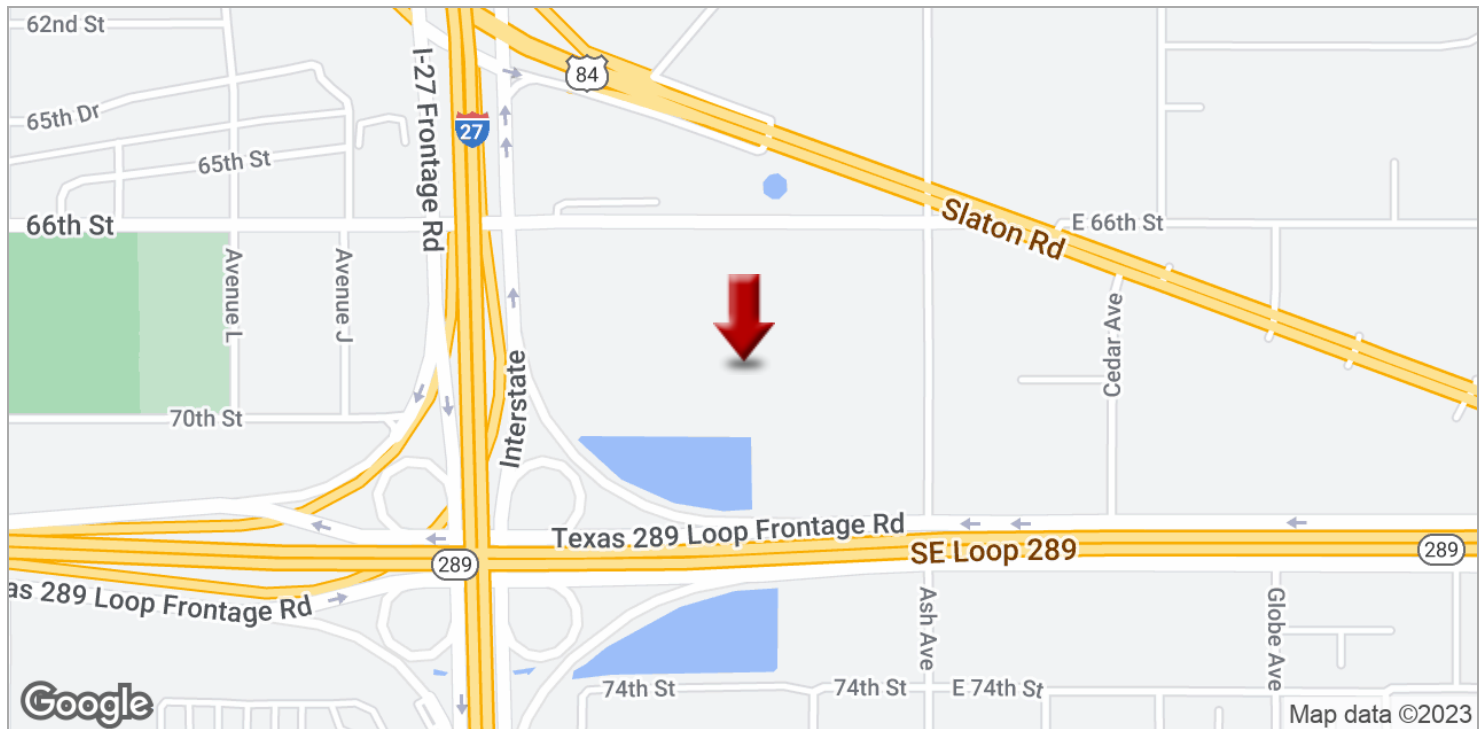 62nd St
84
I-27 Frontage Rd
65th Dr
27
65th St
66th St
Slaton Rd
E 66th St
Avenue L
Avenue J
Cedar Ave
Interstate
70th St
Texas 289 Loop Frontage Rd
SE Loop 289
289
289
as 289 Loop Frontage Rd
Ash Ave
Globe Ave
74th St
74th St
E 74th St
Google
Map data ©2023